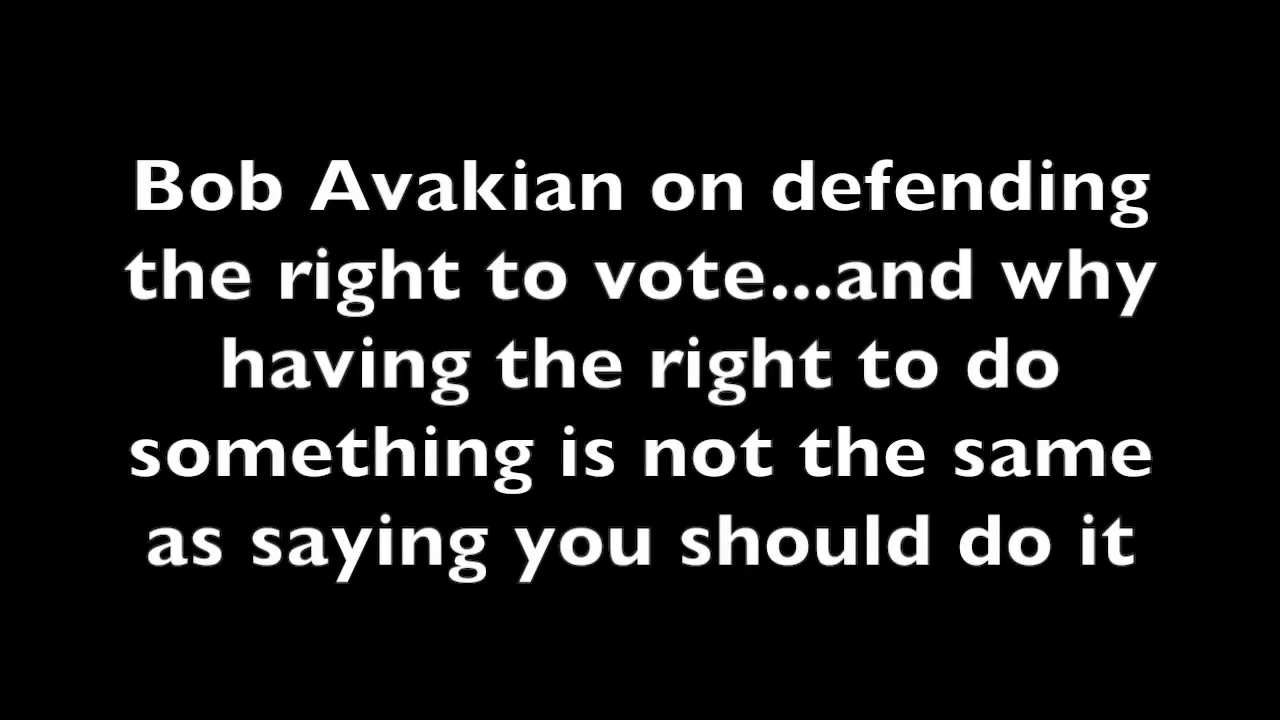 Bob Avakian on defending
the right to vote...and why
having the right to do
something is not the same
as saying you should do it